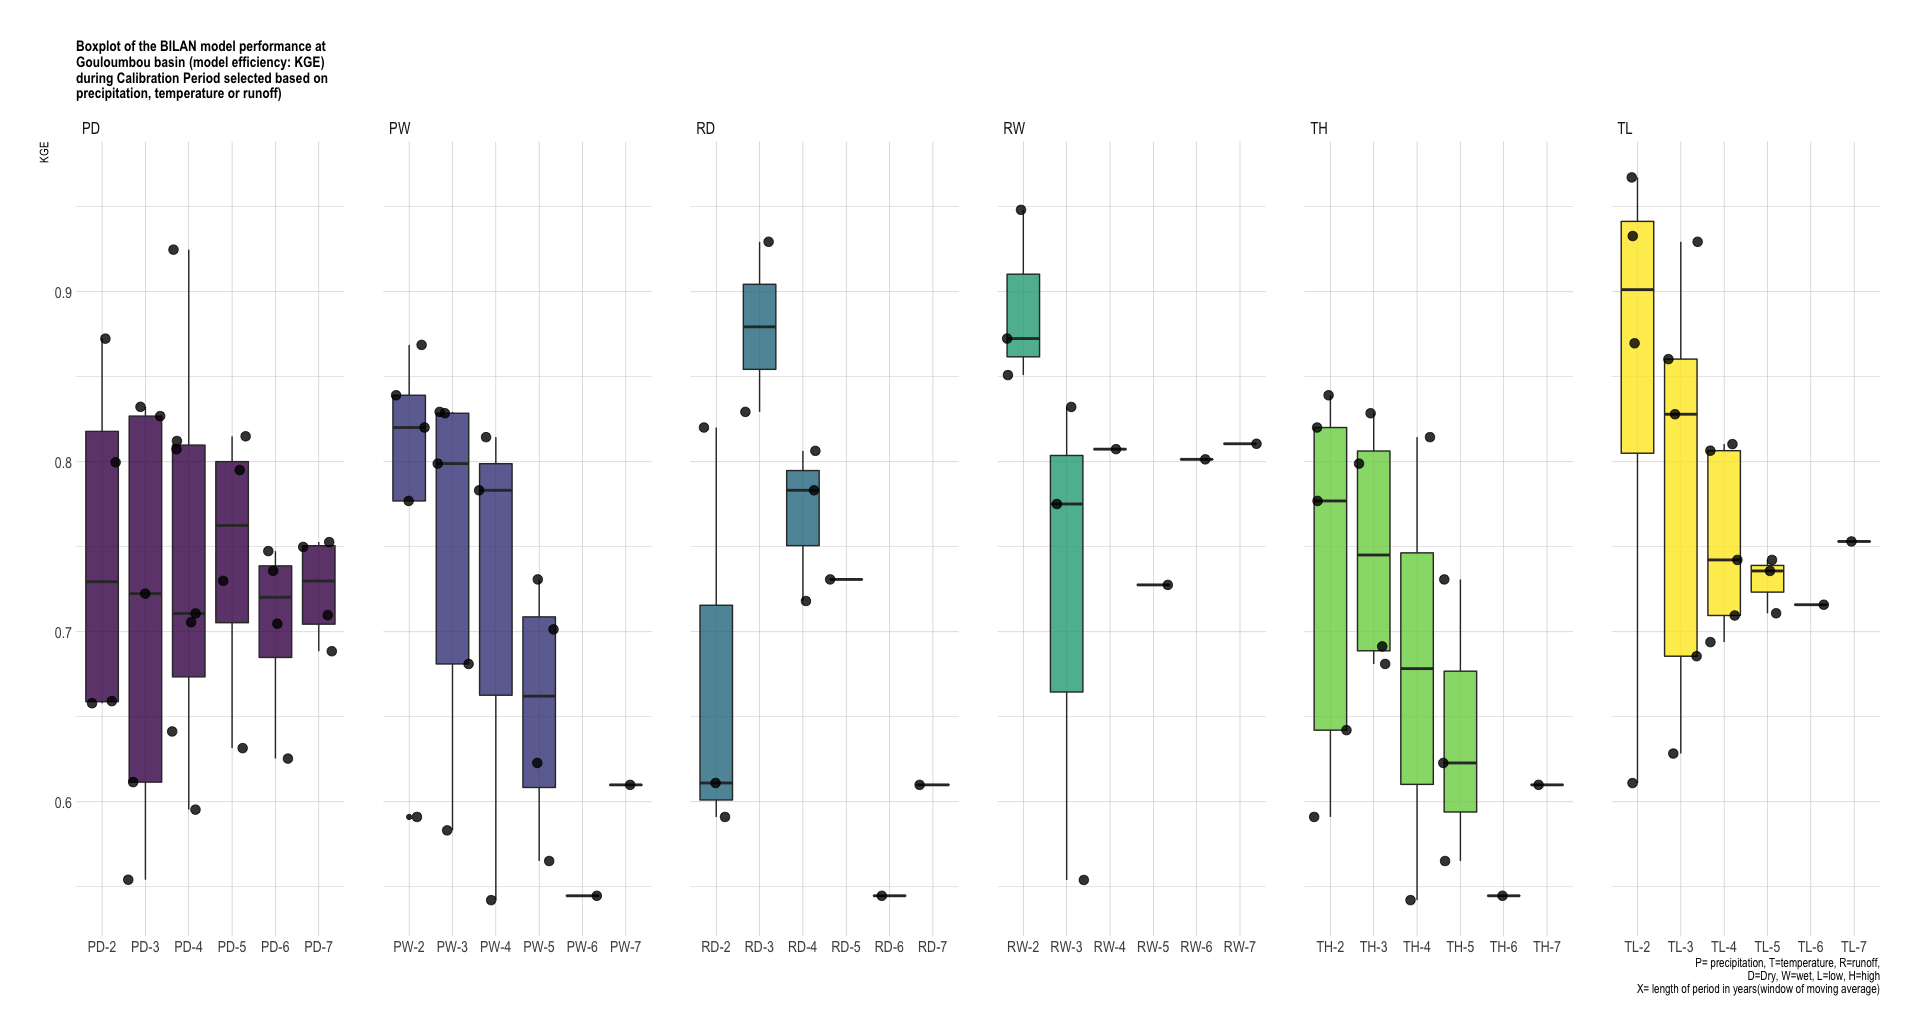 Boxplot of the BILAN model performance at
Gouloumbou basin (model efficiency: KGE)
during Calibration Period selected based on
precipitation, temperature or runoff)
PD PW RD RW TH TL
KGE
0.9
0.8
0.7
0.6
PD-2 PD-3 PD-4 PD-5 PD-6 PD-7 PW-2 PW-3 PW-4 PW-5 PW-6 PW-7 RD-2 RD-3 RD-4 RD-5 RD-6 RD-7 RW-2 RW-3 RW-4 RW-5 RW-6 RW-7 TH-2 TH-3 TH-4 TH-5 TH-6 TH-7 TL-2 TL-3 TL-4 TL-5 TL-6 TL-7
P= precipitation, T=temperature, R=runoff,
D=Dry, W=wet, L=low, H=high
X= length of period in years(window of moving average)